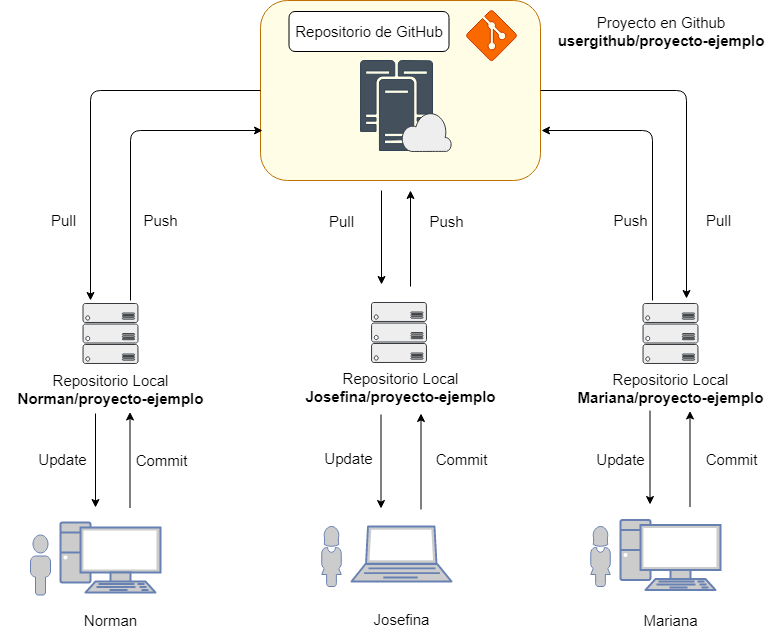 Repositorio de GitHub
Proyecto en Github
usergithub/proyecto-ejemplo
Pull
Push
Pull
Push
Push
Pull
Repositorio Local
Norman/proyecto-ejemplo
Repositorio Local
Josefina/proyecto-ejemplo
Repositorio Local
Mariana/proyecto-ejemplo
Update
Commit
Update
Commit
Update
Commit
Norman
Josefina
Mariana